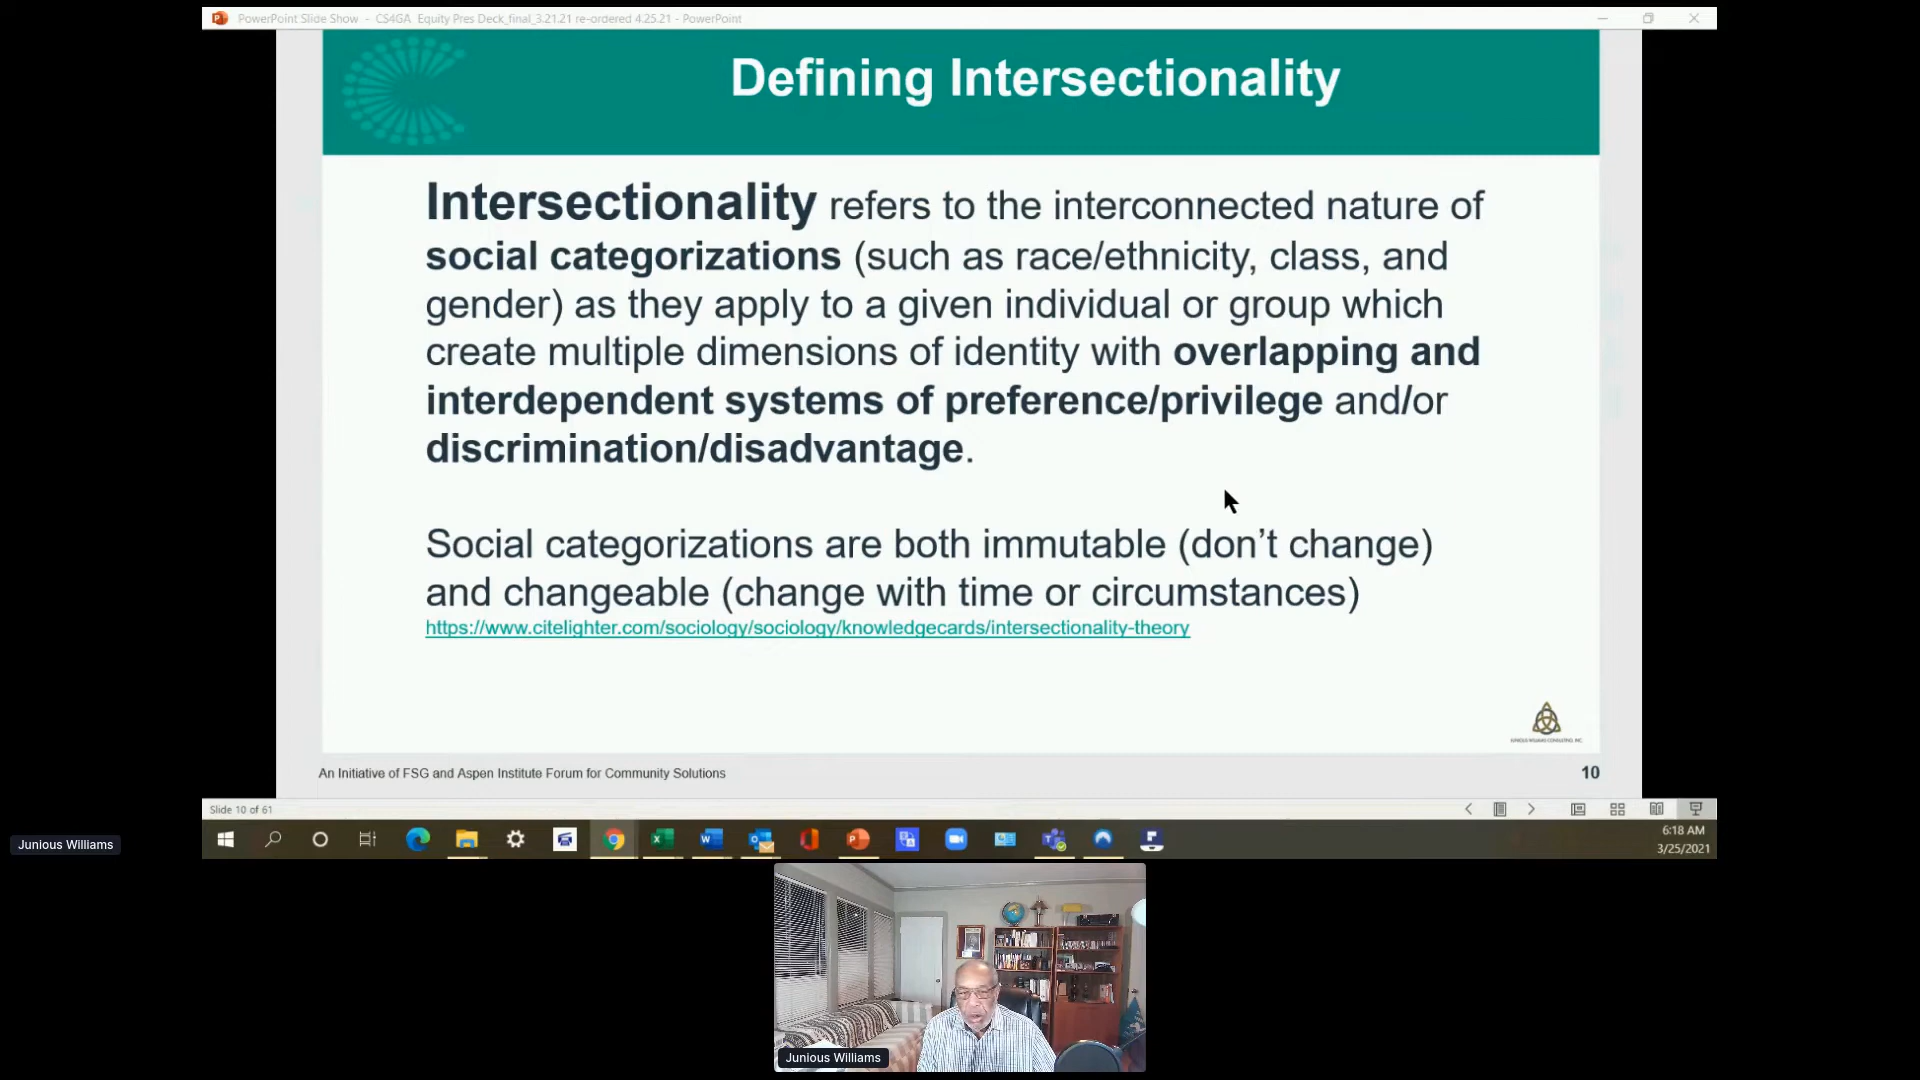 PowerPoint Slide Show - CS4GA Equity Pres Deck_final_3.21.21 re-ordered 4.25.21 - PowerPoint
Defining Intersectionality
Intersectionality refers to the interconnected nature of
social categorizations (such as race/ethnicity, class, and
gender) as they apply to a given individual or group which
create multiple dimensions of identity with overlapping and
interdependent systems of preference/privilege and/or
discrimination/disadvantage.
Social categorizations are both immutable (don’t change)
and changeable (change with time or circumstances)
https://www.citelighter.com/sociology/sociology/knowledgecards/intersectionality-theory
JUNIOUS WILLIAMS CONSULTING, INC.
An Initiative of FSG and Aspen Institute Forum for Community Solutions
10
Slide 10 of 61
6:18 AM
3/25/2021
Junious Williams
Junious Williams